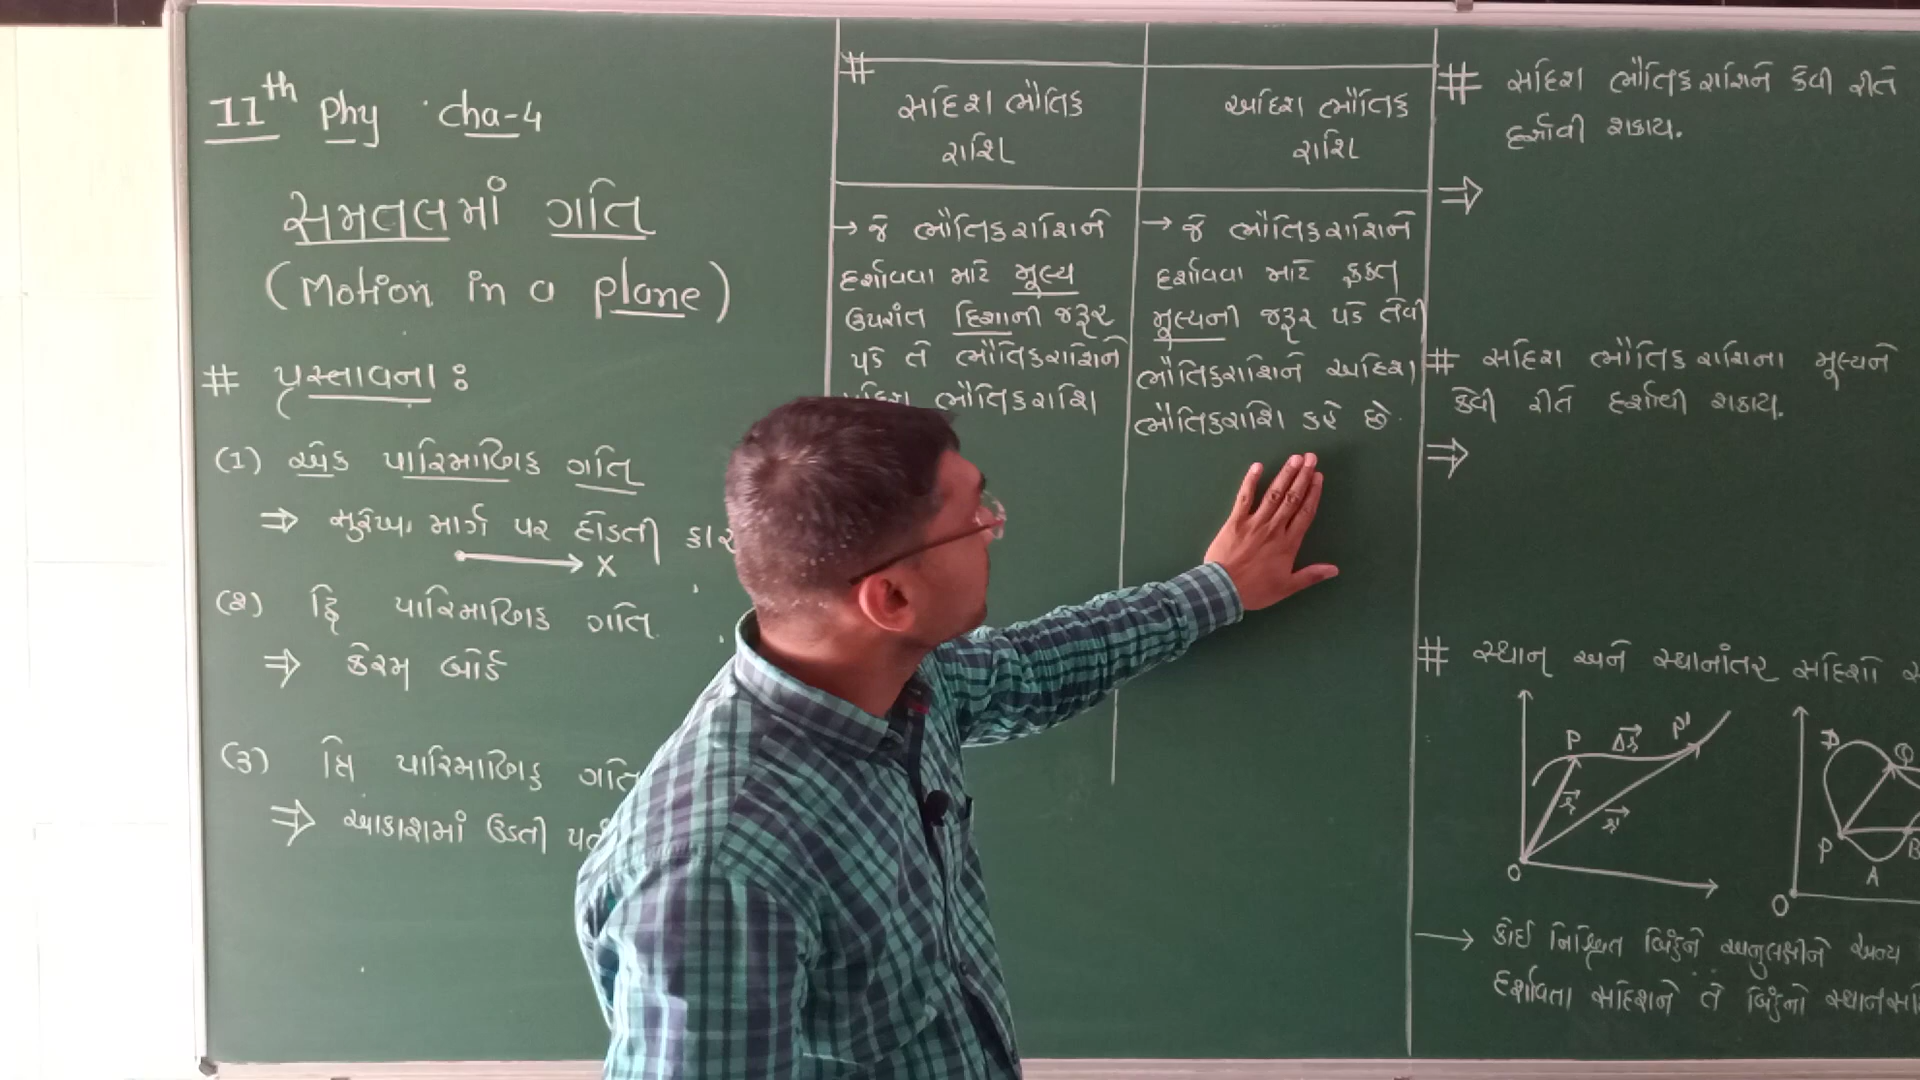 11th Phy cha-4
સમતલમાં ગતિ
(Motion in a plane)
# પ્રસ્તાવના :
(1) એક પારિમાણિક ગતિ
⇒ સુરેખ માર્ગ પર દોડતી કાર
X
(૨) દ્વિ પારિમાણિક ગતિ
⇒ કેરમ બોર્ડ
(૩) ત્રિ પારિમાણિક ગતિ
⇒ આકાશમાં ઉડતી
#
સદિશ ભૌતિક
રાશિ
→ જે ભૌતિકરાશિને
દર્શાવવા માટે મૂલ્ય
ઉપરાંત દિશાની જરૂર
પડે તે ભૌતિકરાશિને
ભૌતિકરાશિ
અદિશ ભૌતિક
રાશિ
→ જે ભૌતિકરાશિને
દર્શાવવા માટે ફક્ત
મૂલ્યની જરૂર પડે તેવી
ભૌતિકરાશિને અદિશ
ભૌતિકરાશિ કહે છે.
# સદિશ ભૌતિક રાશિને કેવી રીતે
દર્શાવી શકાય.
⇒
# સદિશ ભૌતિક રાશિના મૂલ્યને
કેવી રીતે દર્શાવી શકાય.
⇒
# સ્થાન અને સ્થાનાંતર સદિશો
P Δr⃗ P'
r⃗ r⃗'
O
Q
P B
A
O
→ કોઈ નિશ્ચિત બિંદુને અનુલક્ષીને અન્ય
દર્શાવતા સદિશને તે બિંદુનો